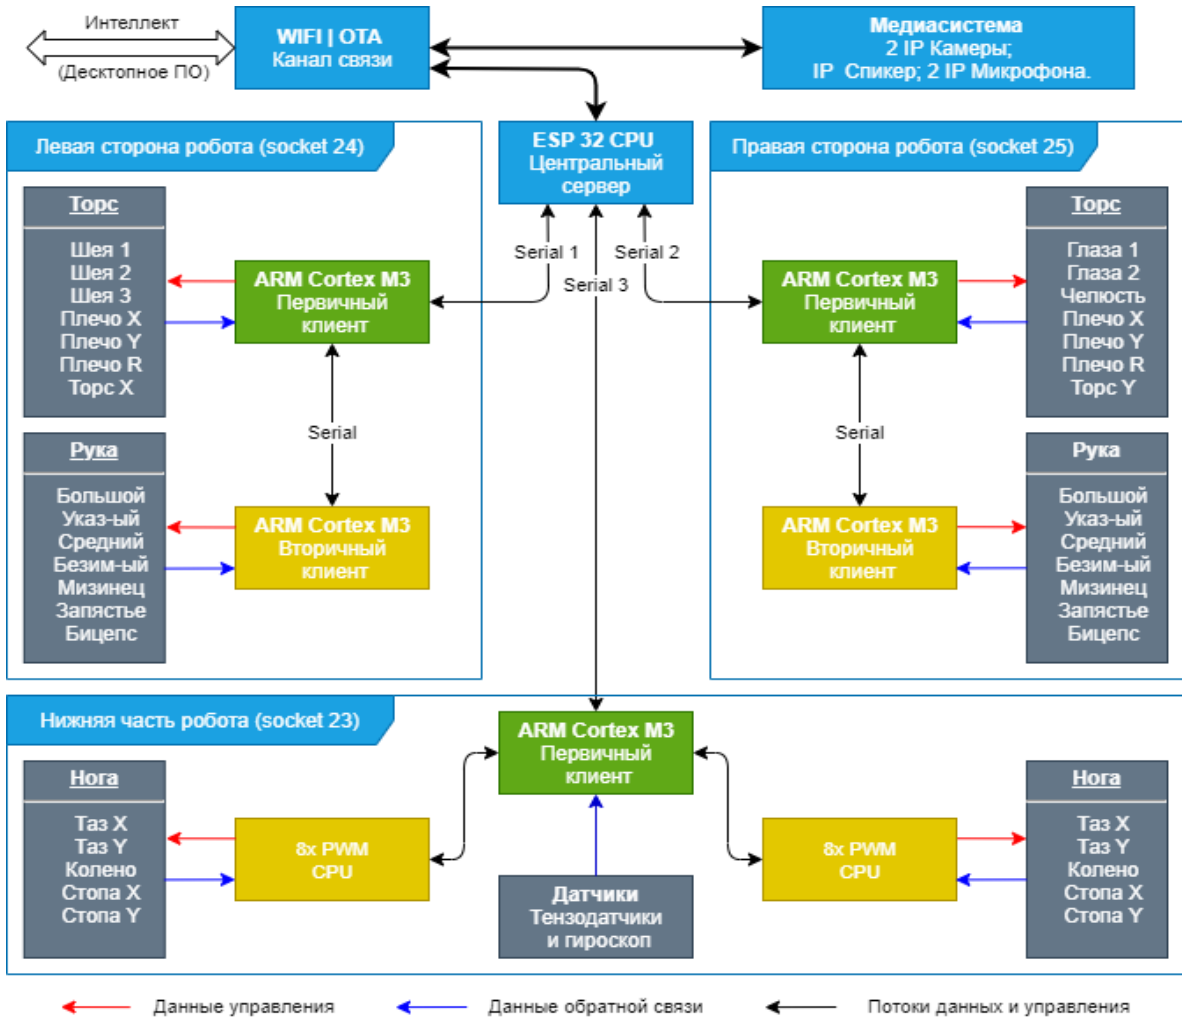 Интеллект
(Десктопное ПО)
WIFI | OTA
Канал связи
Медиасистема
2 IP Камеры;
IP Спикер; 2 IP Микрофона.
ESP 32 CPU
Центральный
сервер
Левая сторона робота (socket 24)
Торс
Шея 1
Шея 2
Шея 3
Плечо X
Плечо Y
Плечо R
Торс X
ARM Cortex M3
Первичный
клиент
Serial
Рука
Большой
Указ-ый
Средний
Безим-ый
Мизинец
Запястье
Бицепс
ARM Cortex M3
Вторичный
клиент
Serial 1
Serial 2
Serial 3
Правая сторона робота (socket 25)
ARM Cortex M3
Первичный
клиент
Торс
Глаза 1
Глаза 2
Челюсть
Плечо X
Плечо Y
Плечо R
Торс Y
Serial
ARM Cortex M3
Вторичный
клиент
Рука
Большой
Указ-ый
Средний
Безим-ый
Мизинец
Запястье
Бицепс
Нижняя часть робота (socket 23)
ARM Cortex M3
Первичный
клиент
Нога
Таз X
Таз Y
Колено
Стопа X
Стопа Y
8x PWM
CPU
Датчики
Тензодатчики
и гироскоп
8x PWM
CPU
Нога
Таз X
Таз Y
Колено
Стопа X
Стопа Y
Данные управления
Данные обратной связи
Потоки данных и управления